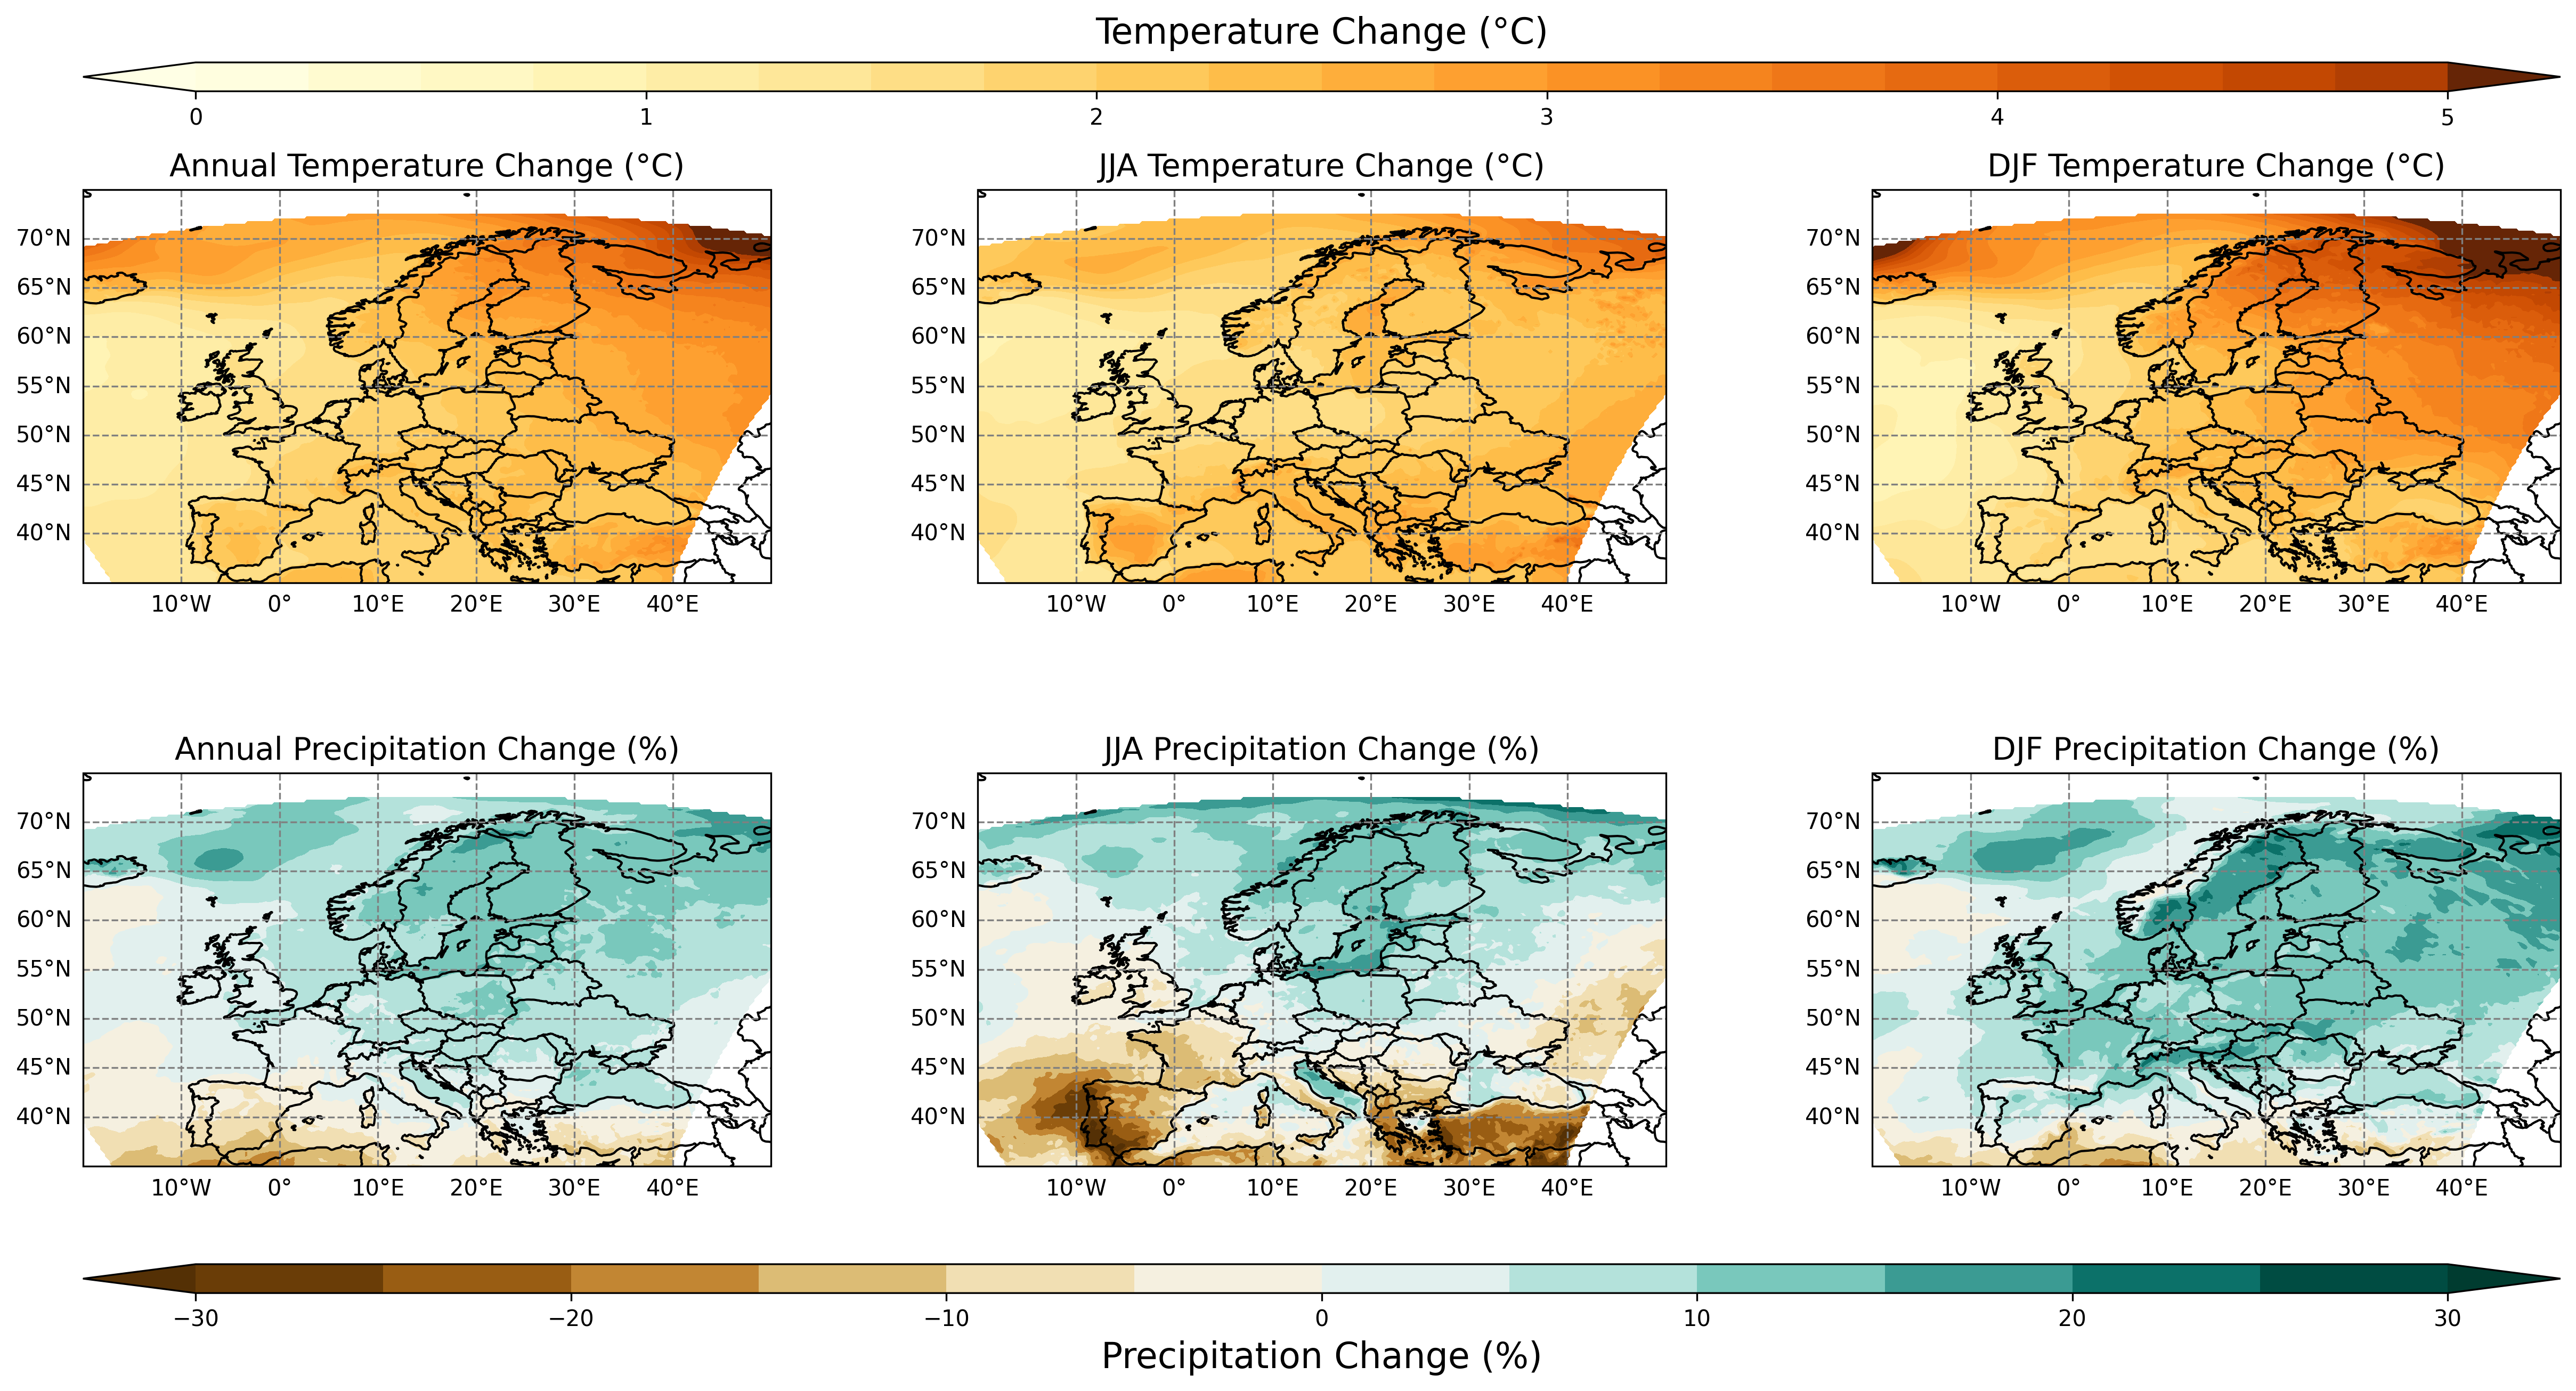 Temperature Change (°C)
0 1 2 3 4 5
Annual Temperature Change (°C) JJA Temperature Change (°C) DJF Temperature Change (°C)
70°N 70°N 70°N
65°N 65°N 65°N
60°N 60°N 60°N
55°N 55°N 55°N
50°N 50°N 50°N
45°N 45°N 45°N
40°N 40°N 40°N
10°W 0° 10°E 20°E 30°E 40°E 10°W 0° 10°E 20°E 30°E 40°E 10°W 0° 10°E 20°E 30°E 40°E
Annual Precipitation Change (%) JJA Precipitation Change (%) DJF Precipitation Change (%)
70°N 70°N 70°N
65°N 65°N 65°N
60°N 60°N 60°N
55°N 55°N 55°N
50°N 50°N 50°N
45°N 45°N 45°N
40°N 40°N 40°N
10°W 0° 10°E 20°E 30°E 40°E 10°W 0° 10°E 20°E 30°E 40°E 10°W 0° 10°E 20°E 30°E 40°E
−30 −20 −10 0 10 20 30
Precipitation Change (%)